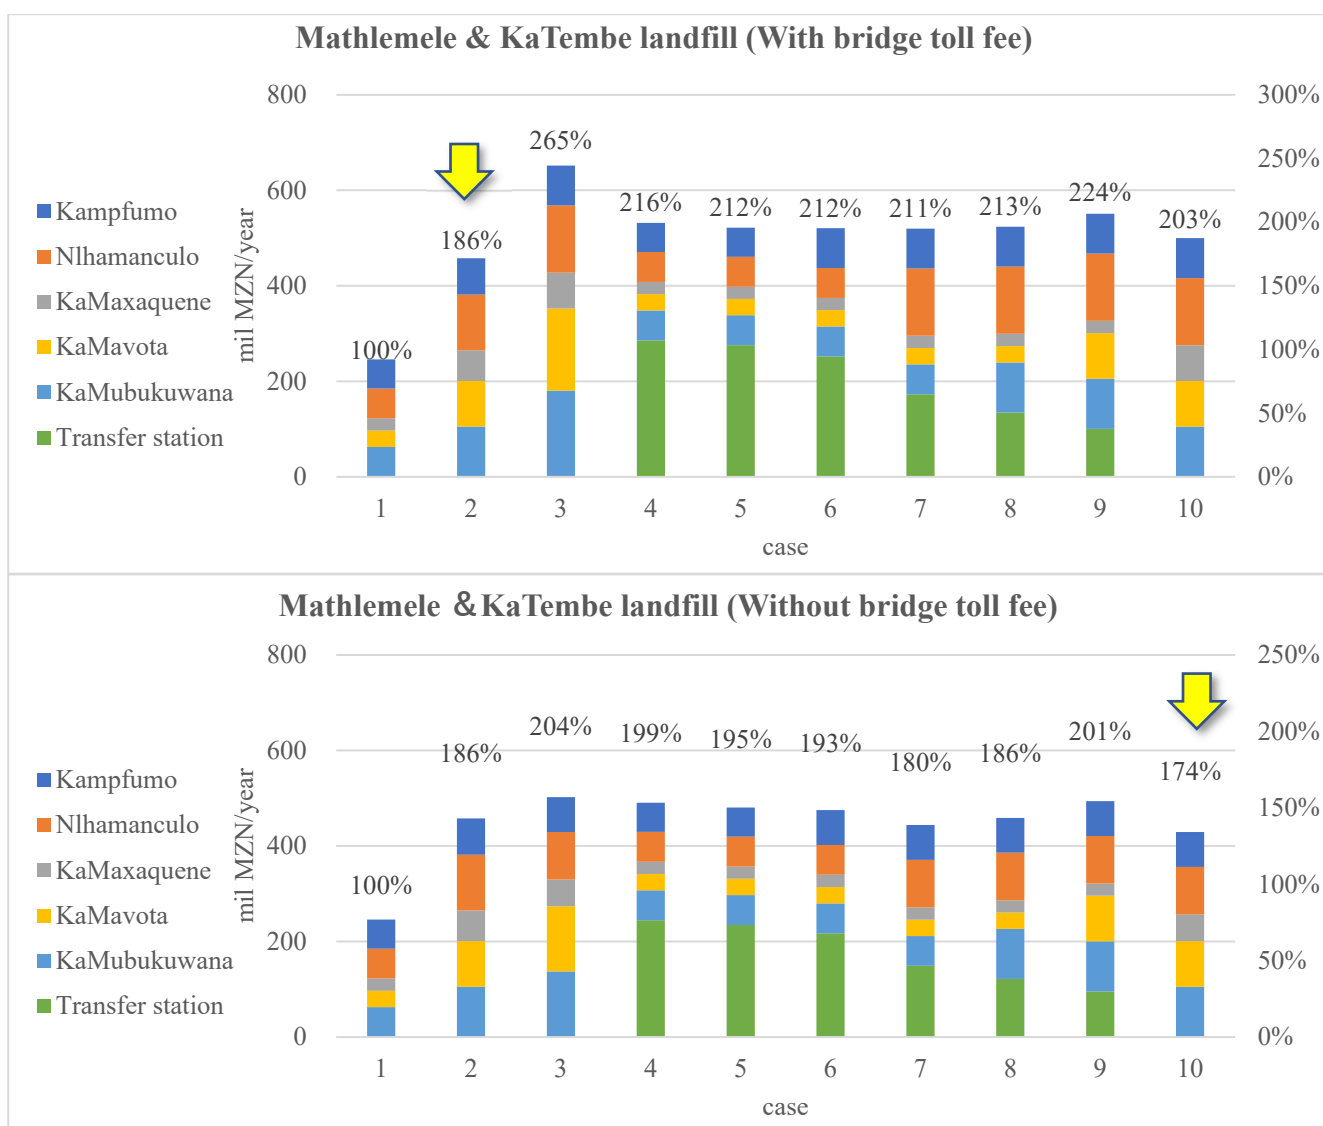 Mathlemele & KaTembe landfill (With bridge toll fee)
800 300%
250%
265%
600
Kampfumo
216% 212% 212% 211% 213% 224% 200%
203%
186%
Nlhamanculo
mil MZN/year
KaMaxaquene
400 150%
KaMavota
100%
100%
KaMubukuwana
200
50%
Transfer station
0 0%
1 2 3 4 5 6 7 8 9 10
case
Mathlemele &KaTembe landfill (Without bridge toll fee)
800 250%
200%
186% 204% 199% 195% 193% 180% 186% 201% 174%
600
Kampfumo
150%
Nlhamanculo
mil MZN/year
400
KaMaxaquene
100%
100%
KaMavota
200
KaMubukuwana
50%
Transfer station
0 0%
1 2 3 4 5 6 7 8 9 10
case